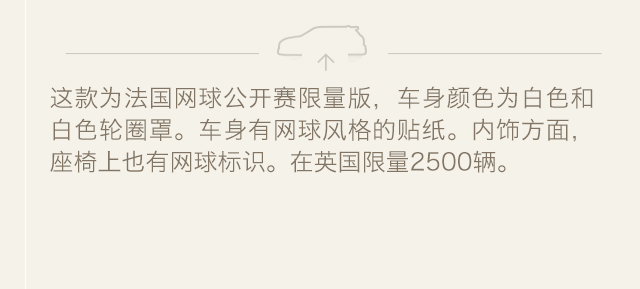 这款为法国网球公开赛限量版，车身颜色为白色和
白色轮圈罩。车身有网球风格的贴纸。内饰方面，
座椅上也有网球标识。在英国限量2500辆。